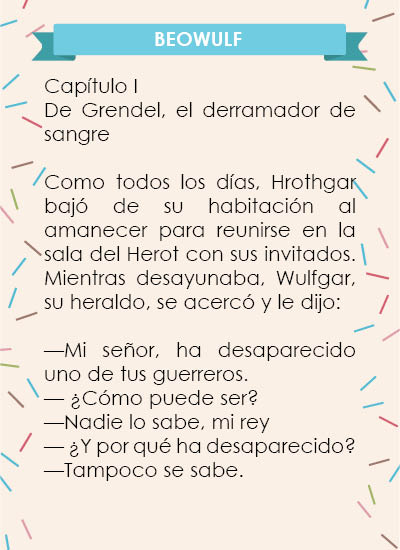 BEOWULF
Capítulo I
De Grendel, el derramador de
sangre
Como todos los días, Hrothgar
bajó de su habitación al
amanecer para reunirse en la
sala del Herot con sus invitados.
Mientras desayunaba, Wulfgar,
su heraldo, se acercó y le dijo:
—Mi señor, ha desaparecido
uno de tus guerreros.
— ¿Cómo puede ser?
—Nadie lo sabe, mi rey
— ¿Y por qué ha desaparecido?
—Tampoco se sabe.